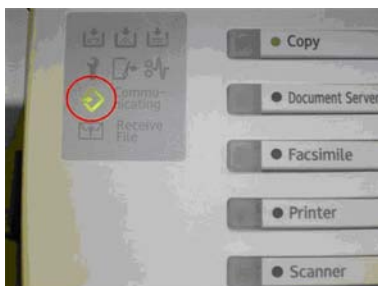 Copy
Commu-
nicating
Document Server
Receive
File
Facsimile
Printer
Scanner